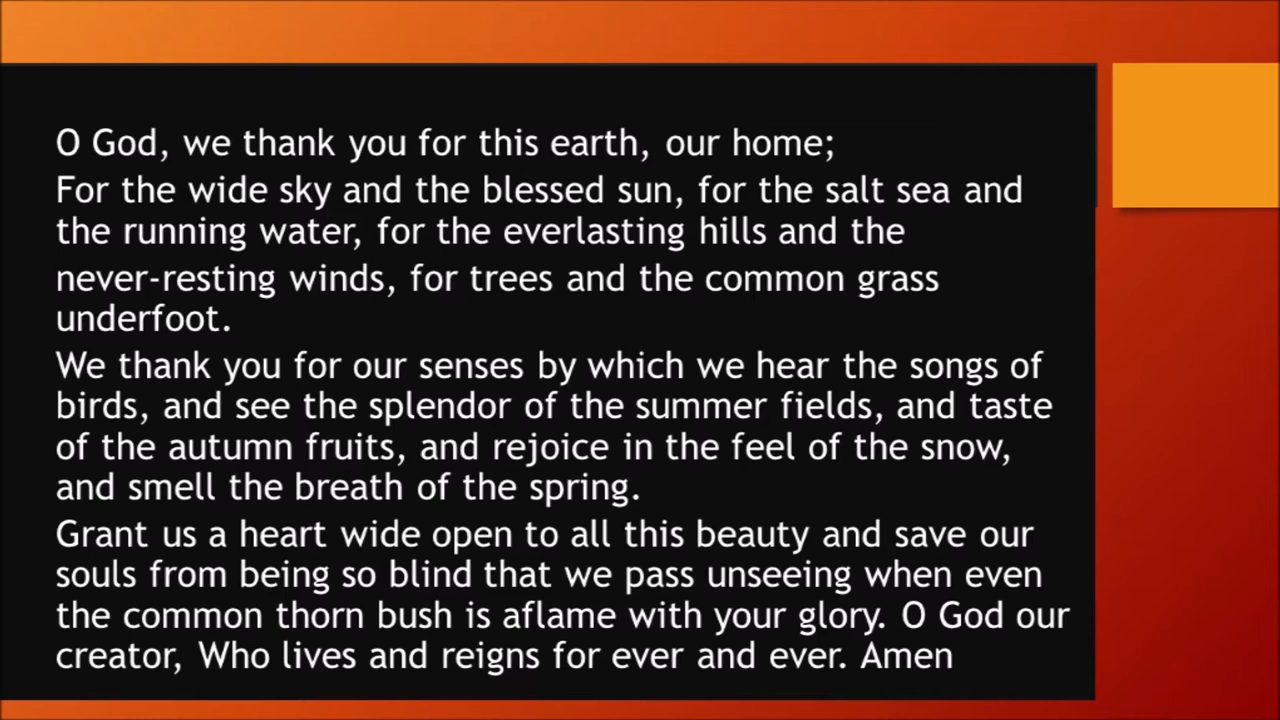 O God, we thank you for this earth, our home;
For the wide sky and the blessed sun, for the salt sea and
the running water, for the everlasting hills and the
never-resting winds, for trees and the common grass
underfoot.
We thank you for our senses by which we hear the songs of
birds, and see the splendor of the summer fields, and taste
of the autumn fruits, and rejoice in the feel of the snow,
and smell the breath of the spring.
Grant us a heart wide open to all this beauty and save our
souls from being so blind that we pass unseeing when even
the common thorn bush is aflame with your glory. O God our
creator, Who lives and reigns for ever and ever. Amen